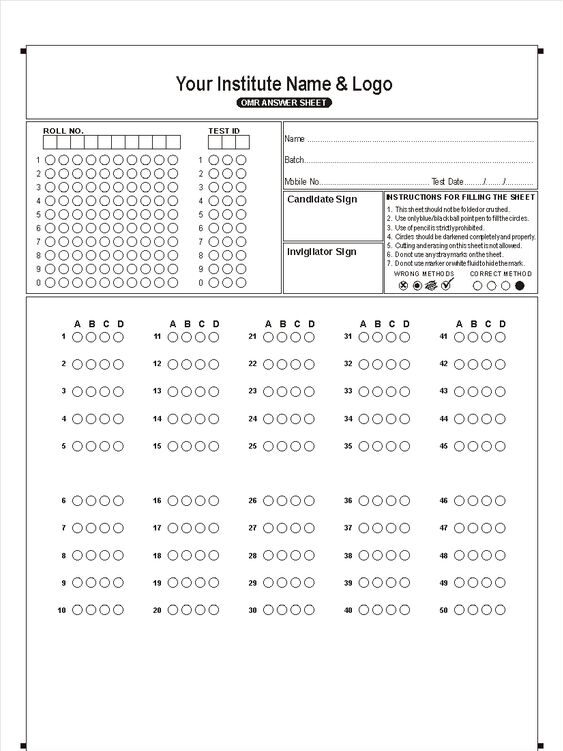 Your Institute Name & Logo
OMR ANSWER SHEET
ROLL NO.
TEST ID
1 1
2 2
3 3
4 4
5 5
6 6
7 7
8 8
9 9
0 0
Name
Batch
Mobile No. Test Date / /
Candidate Sign
Invigilator Sign
INSTRUCTIONS FOR FILLING THE SHEET
1. This sheet should not be folded or crushed.
2. Use only blue/black ball point pen to fill the circles.
3. Use of pencil is strictly prohibited.
4. Circles should be darkened completely and properly.
5. Cutting and erasing on this sheet is not allowed.
6. Do not use any stray marks on the sheet.
7. Do not use marker or white fluid to hide the mark.
WRONG METHODS CORRECT METHOD
A B C D A B C D A B C D A B C D A B C D
1 11 21 31 41
2 12 22 32 42
3 13 23 33 43
4 14 24 34 44
5 15 25 35 45
6 16 26 36 46
7 17 27 37 47
8 18 28 38 48
9 19 29 39 49
10 20 30 40 50